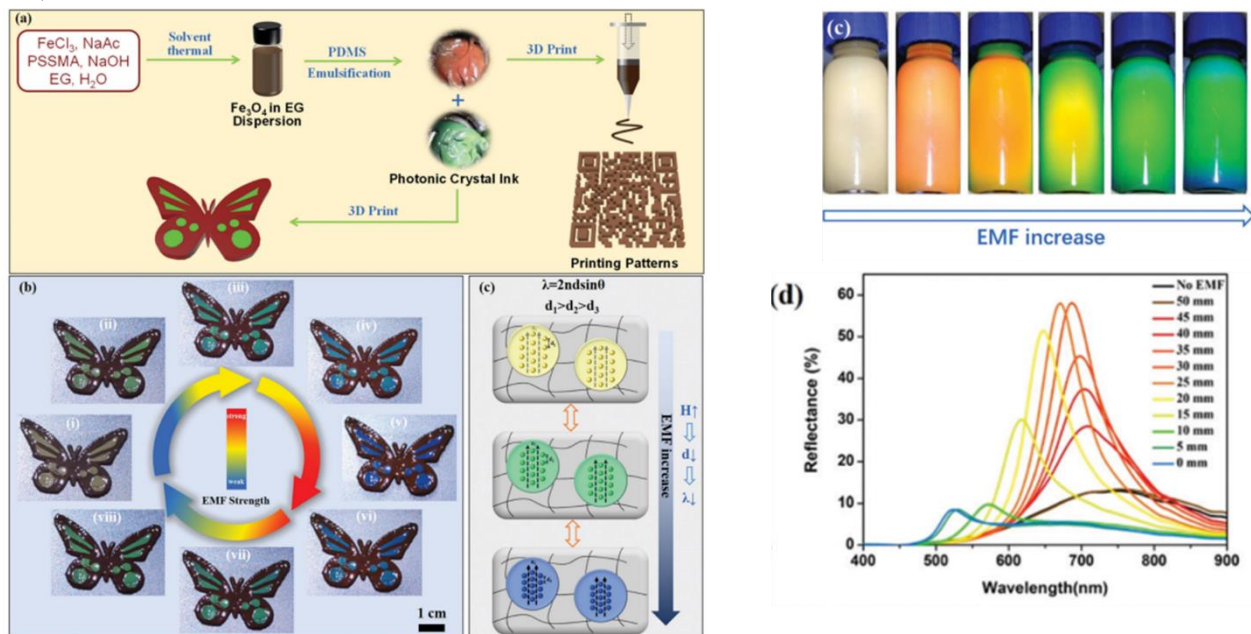 (a)
FeCl₃, NaAc
PSSMA, NaOH
EG, H₂O
Solvent
thermal
Fe₃O₄ in EG
Dispersion
PDMS
Emulsification
+
Photonic Crystal Ink
3D Print
3D Print
Printing Patterns
(b)
(i)
(ii)
(iii)
(iv)
(v)
(vi)
(vii)
(viii)
strong
weak
EMF Strength
1 cm
(c)
λ=2ndsinθ
d₁>d₂>d₃
EMF increase
H↑
d↓
λ↓
(c)
EMF increase
(d)
Reflectance (%)
60
50
40
30
20
10
0
400
500
600
700
800
900
Wavelength(nm)
No EMF
50 mm
45 mm
40 mm
35 mm
30 mm
25 mm
20 mm
15 mm
10 mm
5 mm
0 mm